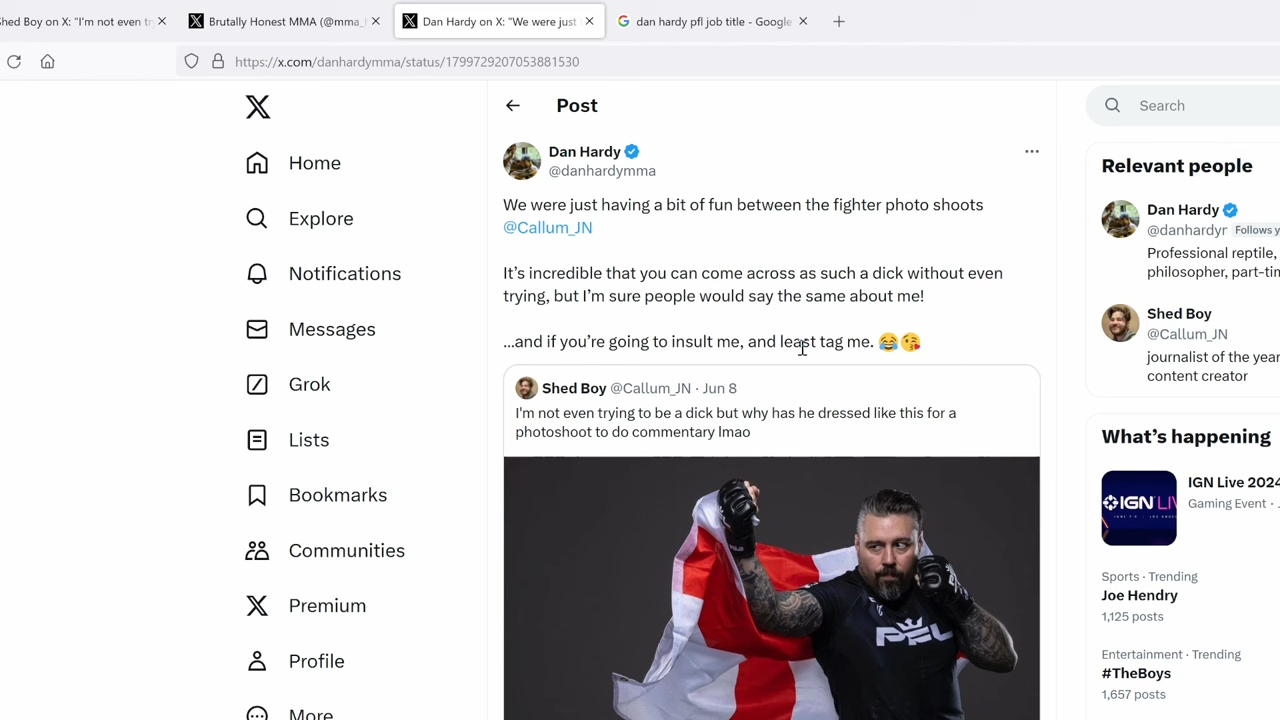 Shed Boy on X: "I'm not even tr
Brutally Honest MMA (@mma_
Dan Hardy on X: "We were just
dan hardy pfl job title - Google
https://x.com/danhardymma/status/1799729207053881530
Home
Explore
Notifications
Messages
Grok
Lists
Bookmarks
Communities
Premium
Profile
More
Post
Dan Hardy
@danhardymma
We were just having a bit of fun between the fighter photo shoots
@Callum_JN
It's incredible that you can come across as such a dick without even
trying, but I'm sure people would say the same about me!
...and if you're going to insult me, and least tag me. 😂😘
Shed Boy @Callum_JN · Jun 8
I'm not even trying to be a dick but why has he dressed like this for a
photoshoot to do commentary lmao
PFL
Search
Relevant people
Dan Hardy
@danhardyr Follows y
Professional reptile,
philosopher, part-tim
Shed Boy
@Callum_JN
journalist of the year
content creator
What's happening
IGN LIV
IGN Live 2024
Gaming Event ·
Sports · Trending
Joe Hendry
1,125 posts
Entertainment · Trending
#TheBoys
1,657 posts